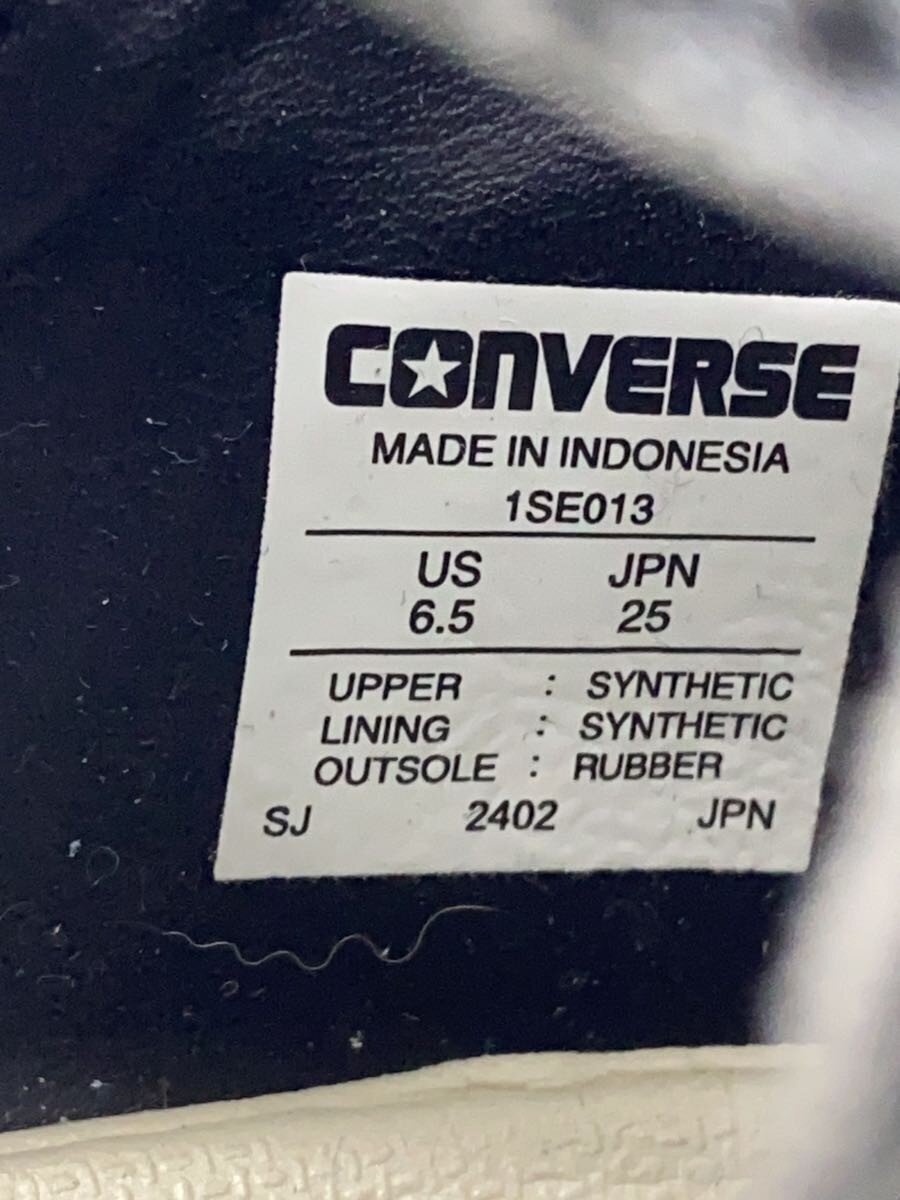 CONVERSE
MADE IN INDONESIA
1SE013
US JPN
6.5 25
UPPER : SYNTHETIC
LINING : SYNTHETIC
OUTSOLE : RUBBER
SJ 2402 JPN